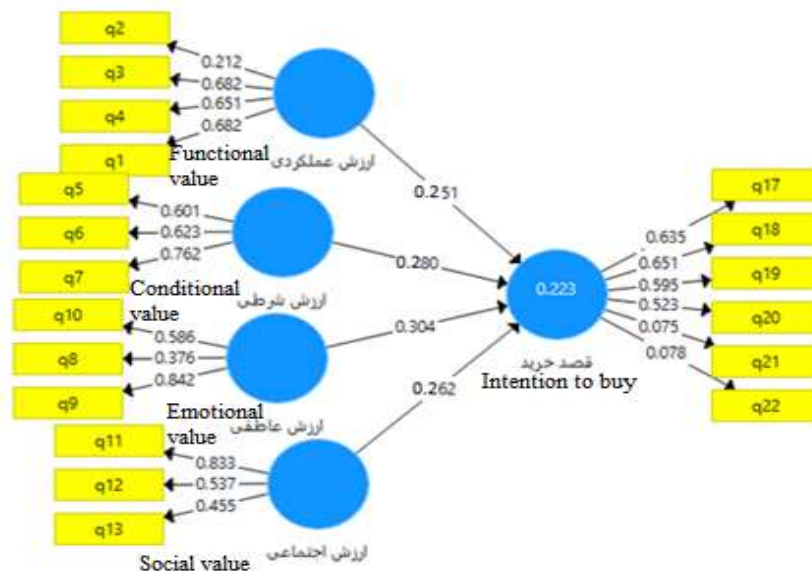 q2
q3
q4
q1
0.212
0.682
0.651
0.682
Functional
value
ارزش عملکردی
0.251
q5
q6
q7
0.601
0.623
0.762
Conditional
value
ارزش شرطی
0.280
q10
q8
q9
0.586
0.376
0.842
Emotional
value
ارزش عاطفی
0.304
q11
q12
q13
0.833
0.537
0.455
Social value
ارزش اجتماعی
0.262
0.223
قصد خرید
Intention to buy
0.635
0.651
0.595
0.523
0.075
0.078
q17
q18
q19
q20
q21
q22